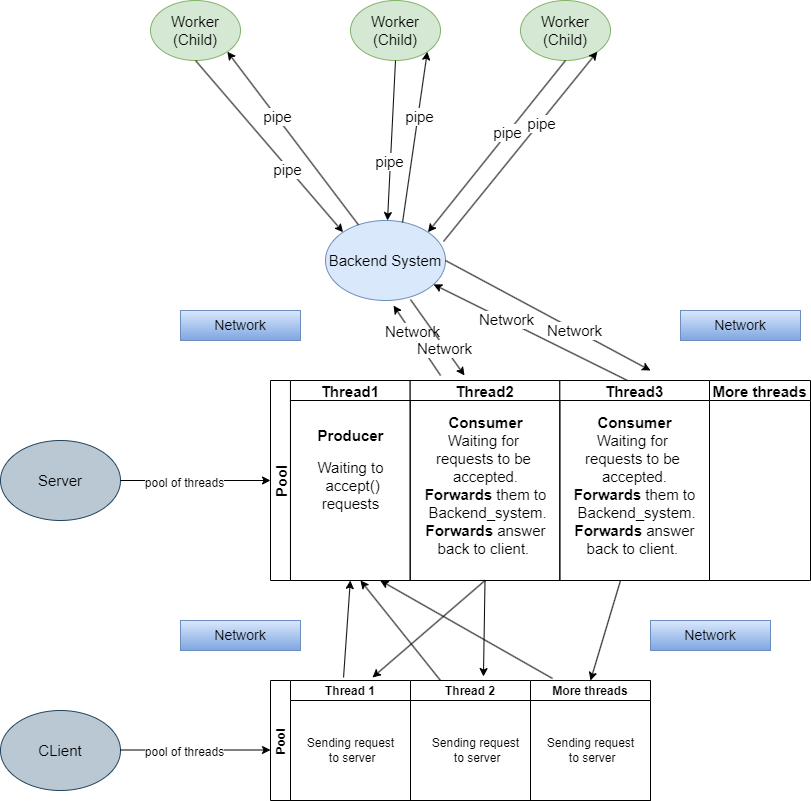 Worker
(Child)
Worker
(Child)
Worker
(Child)
pipe
pipe
pipe
pipe
pipe
pipe
Backend System
Network
Network
Network
Network
Network
Network
Pool
Thread1
Thread2
Thread3
More threads
Producer
Waiting to
accept()
requests
Consumer
Waiting for
requests to be
accepted.
Forwards them to
Backend_system.
Forwards answer
back to client.
Consumer
Waiting for
requests to be
accepted.
Forwards them to
Backend_system.
Forwards answer
back to client.
Server
pool of threads
Network
Network
Pool
Thread 1
Thread 2
More threads
Sending request
to server
Sending request
to server
Sending request
to server
CLient
pool of threads